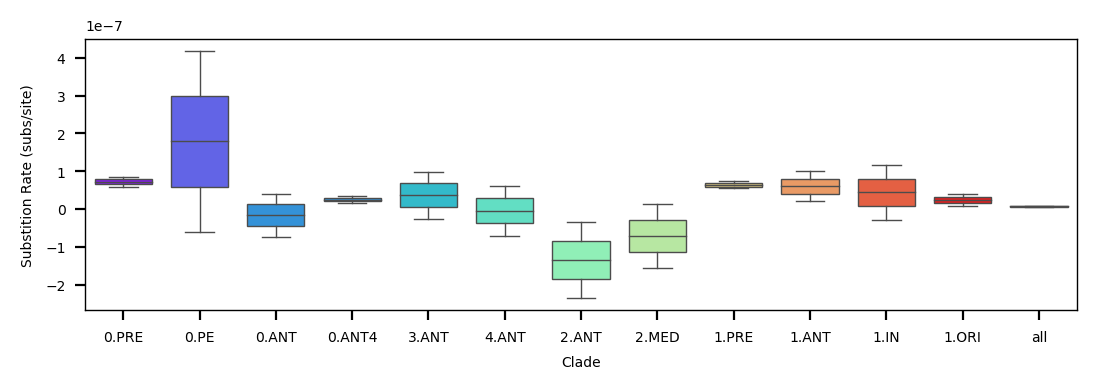 1e−7
4
3
2
1
0
−1
−2
Substition Rate (subs/site)
0.PRE 0.PE 0.ANT 0.ANT4 3.ANT 4.ANT 2.ANT 2.MED 1.PRE 1.ANT 1.IN 1.ORI all
Clade